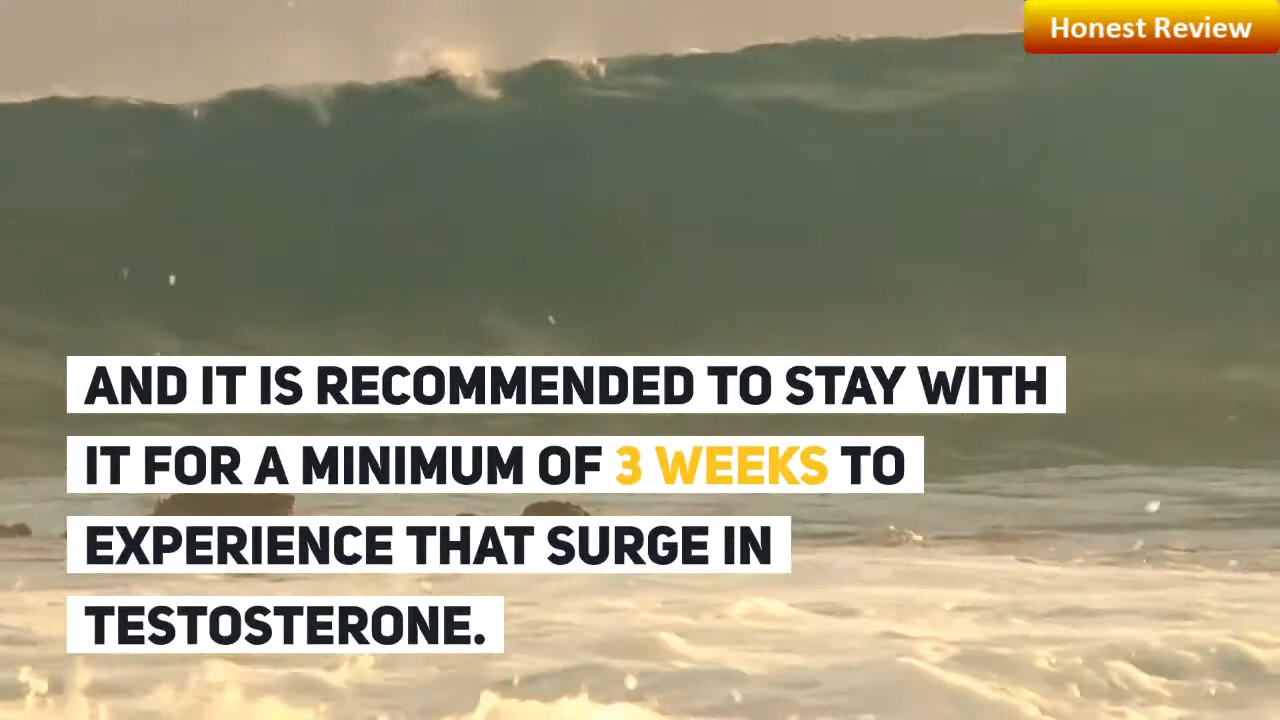 Honest Review
AND IT IS RECOMMENDED TO STAY WITH
IT FOR A MINIMUM OF 3 WEEKS TO
EXPERIENCE THAT SURGE IN
TESTOSTERONE.